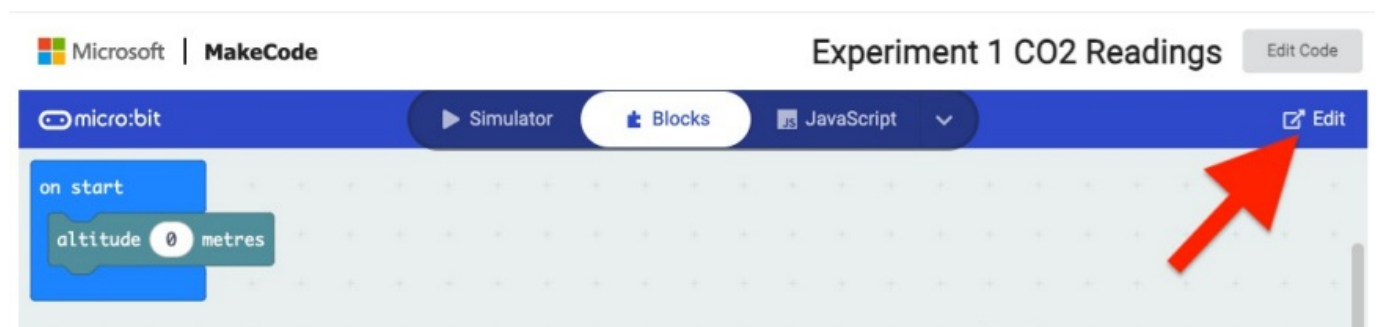 Microsoft | MakeCode
Experiment 1 CO2 Readings
Edit Code
micro:bit
Simulator
Blocks
JS JavaScript
Edit
on start
altitude 0 metres